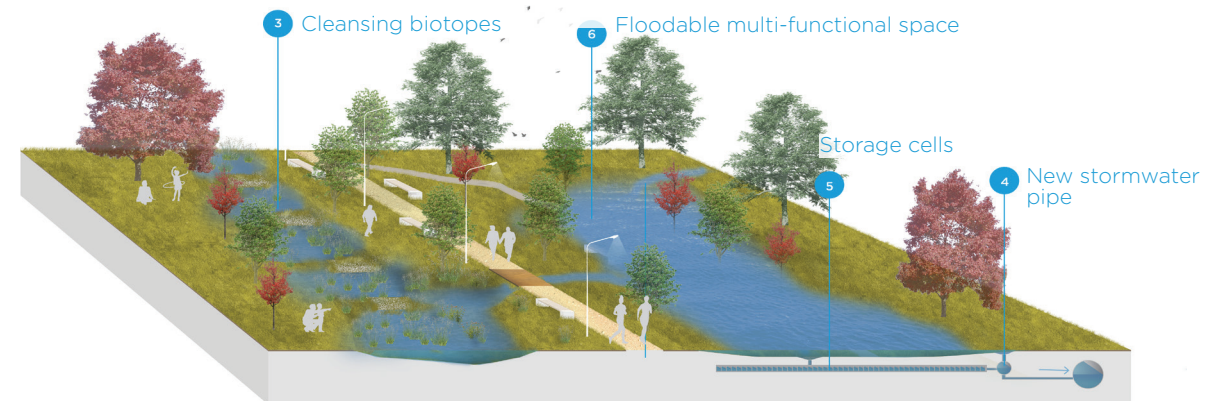 3 Cleansing biotopes
6 Floodable multi-functional space
Storage cells
5
4 New stormwater
pipe